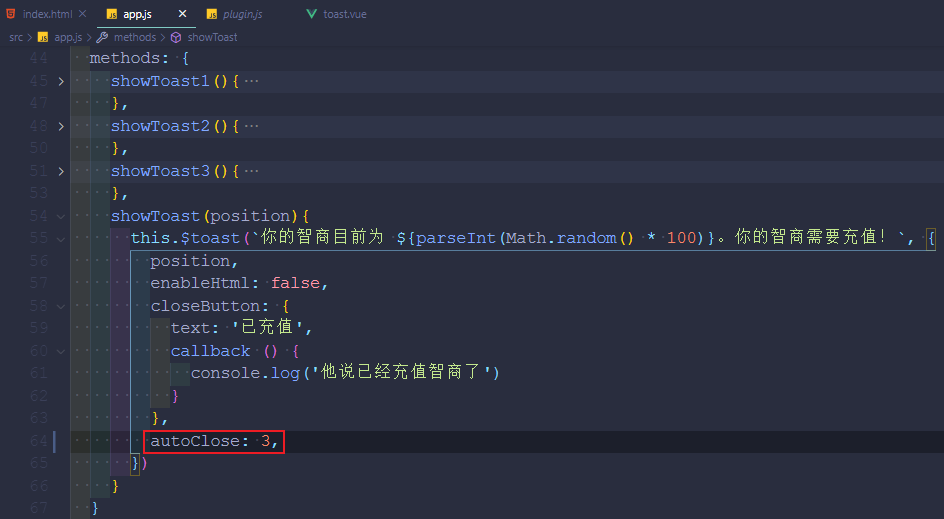 index.html app.js plugin.js toast.vue
src > app.js > methods > showToast
44 methods: {
45 showToast1(){ ···
47 },
48 showToast2(){ ···
50 },
51 showToast3(){ ···
53 },
54 showToast(position){
55 this.$toast(`你的智商目前为 ${parseInt(Math.random() * 100)}。你的智商需要充值！`, {
56 position,
57 enableHtml: false,
58 closeButton: {
59 text: '已充值',
60 callback () {
61 console.log('他说已经充值智商了')
62 }
63 },
64 autoClose: 3,
65 })
66 }
67 }